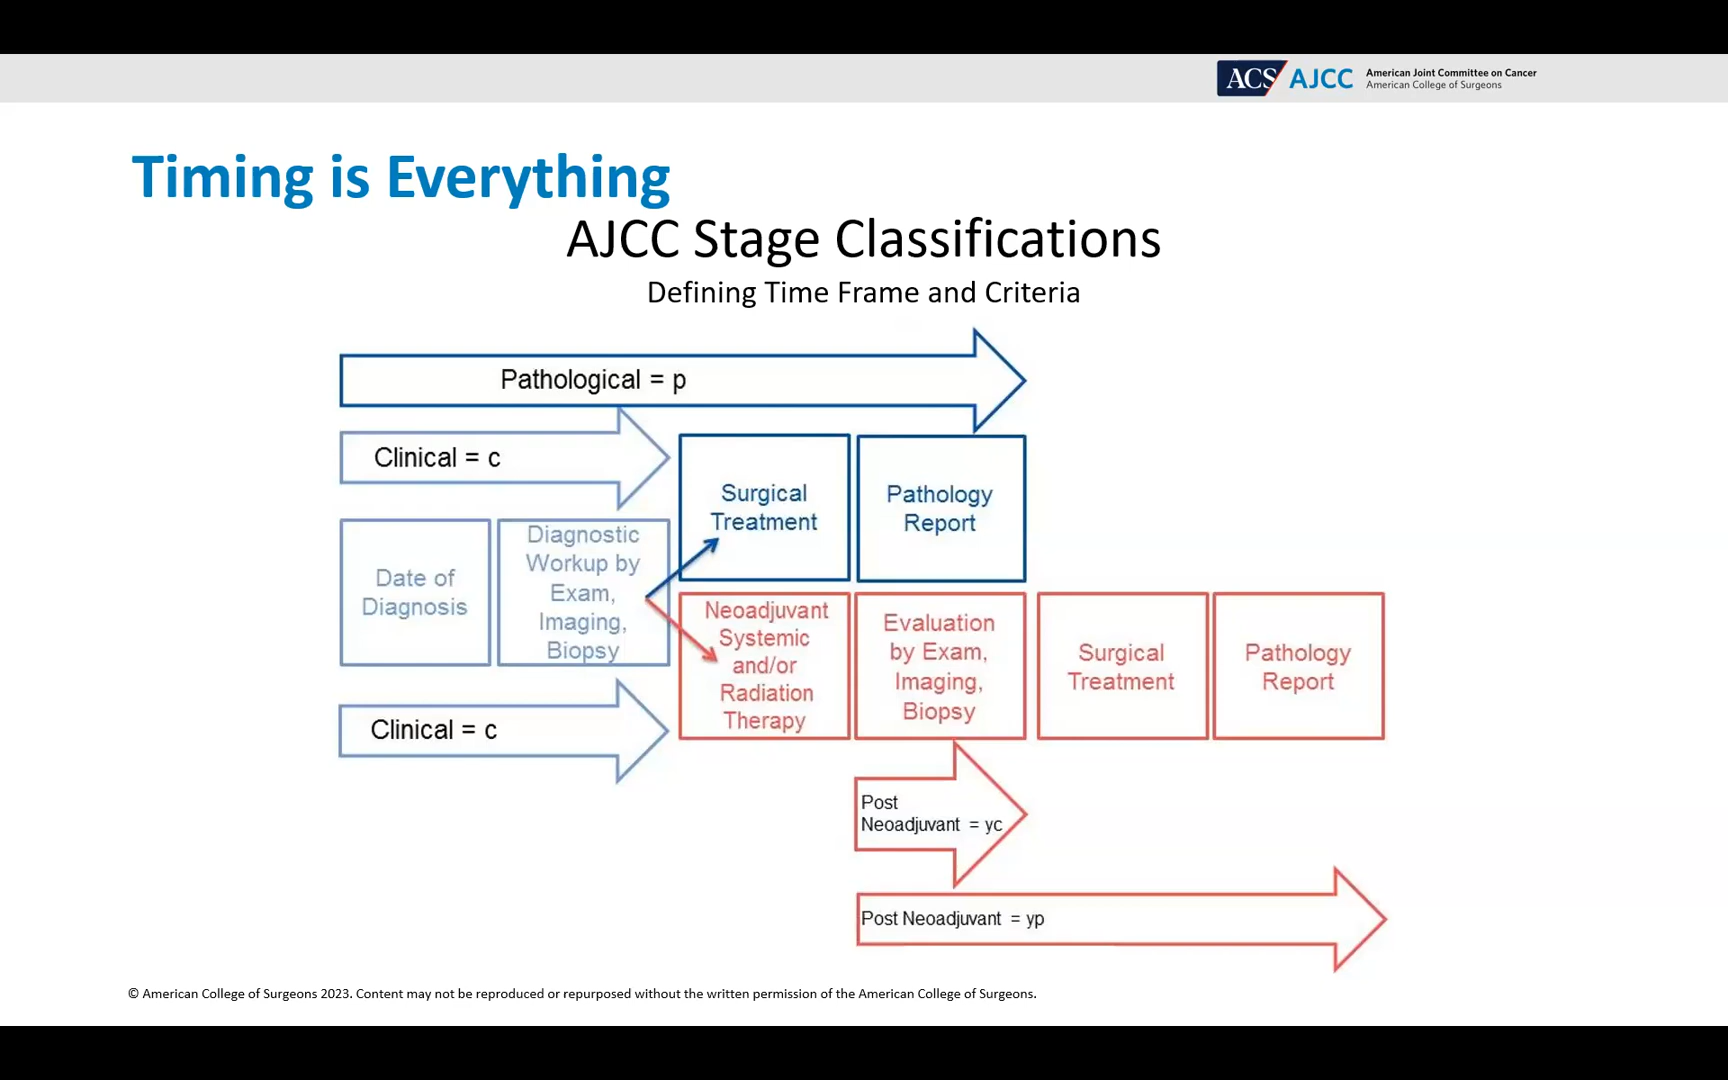 ACS AJCC American Joint Committee on Cancer
American College of Surgeons
Timing is Everything
AJCC Stage Classifications
Defining Time Frame and Criteria
Pathological = p
Clinical = c
Date of
Diagnosis
Diagnostic
Workup by
Exam,
Imaging,
Biopsy
Surgical
Treatment
Pathology
Report
Neoadjuvant
Systemic
and/or
Radiation
Therapy
Evaluation
by Exam,
Imaging,
Biopsy
Surgical
Treatment
Pathology
Report
Clinical = c
Post
Neoadjuvant = yc
Post Neoadjuvant = yp
© American College of Surgeons 2023. Content may not be reproduced or repurposed without the written permission of the American College of Surgeons.